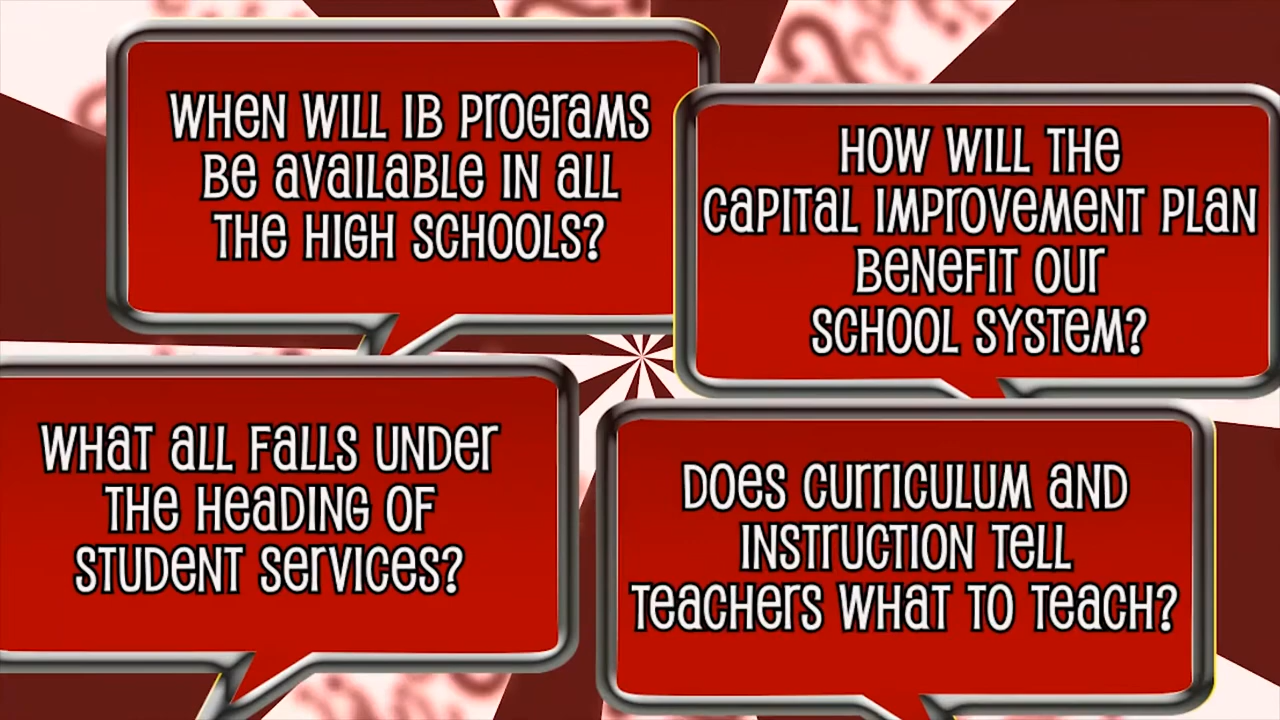 WHEN WILL IB PROGRAMS
BE AVAILABLE IN ALL
THE HIGH SCHOOLS?
HOW WILL THE
CAPITAL IMPROVEMENT PLAN
BENEFIT OUR
SCHOOL SYSTEM?
WHAT ALL FALLS UNDER
THE HEADING OF
STUDENT SERVICES?
DOES CURRICULUM AND
INSTRUCTION TELL
TEACHERS WHAT TO TEACH?